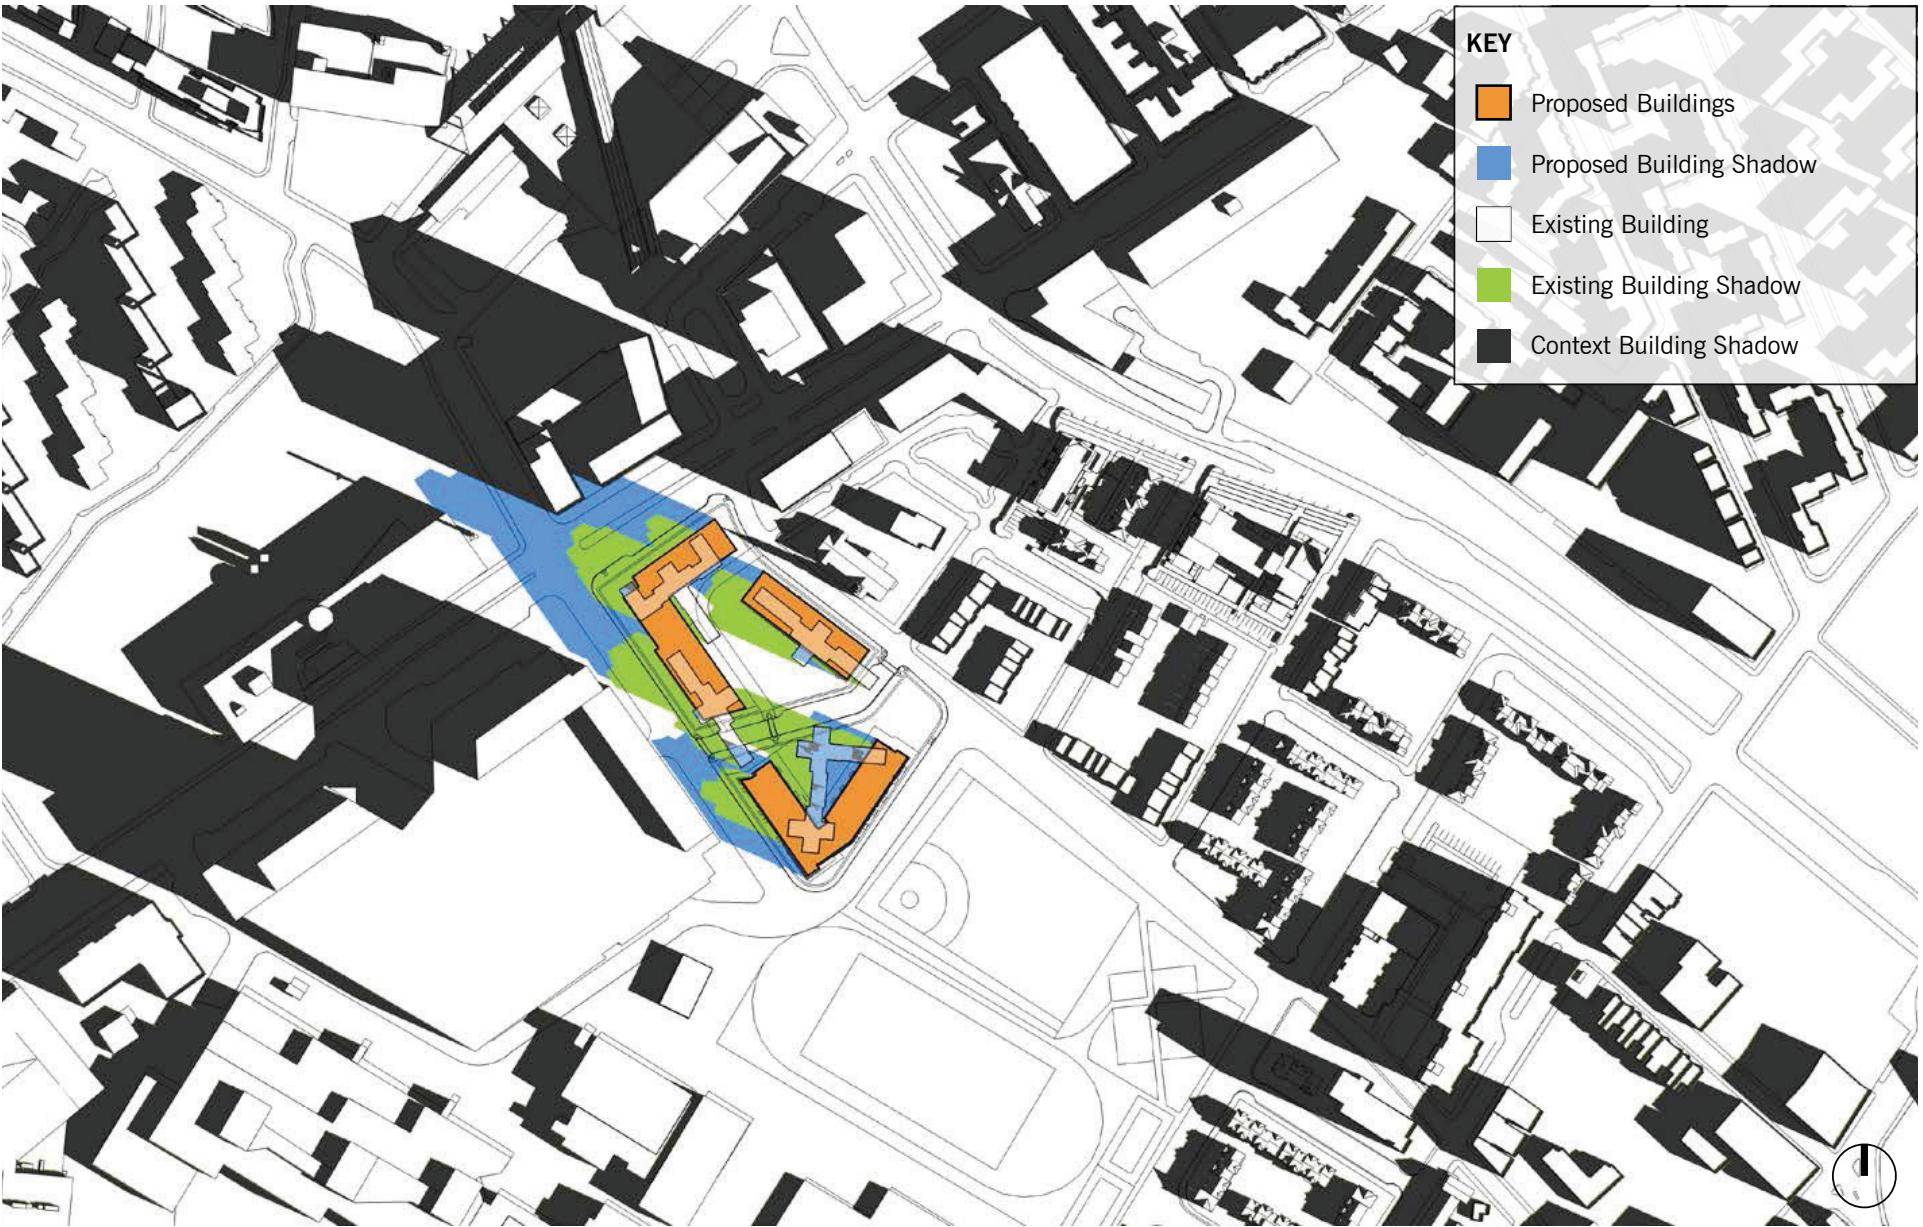 KEY
Proposed Buildings
Proposed Building Shadow
Existing Building
Existing Building Shadow
Context Building Shadow